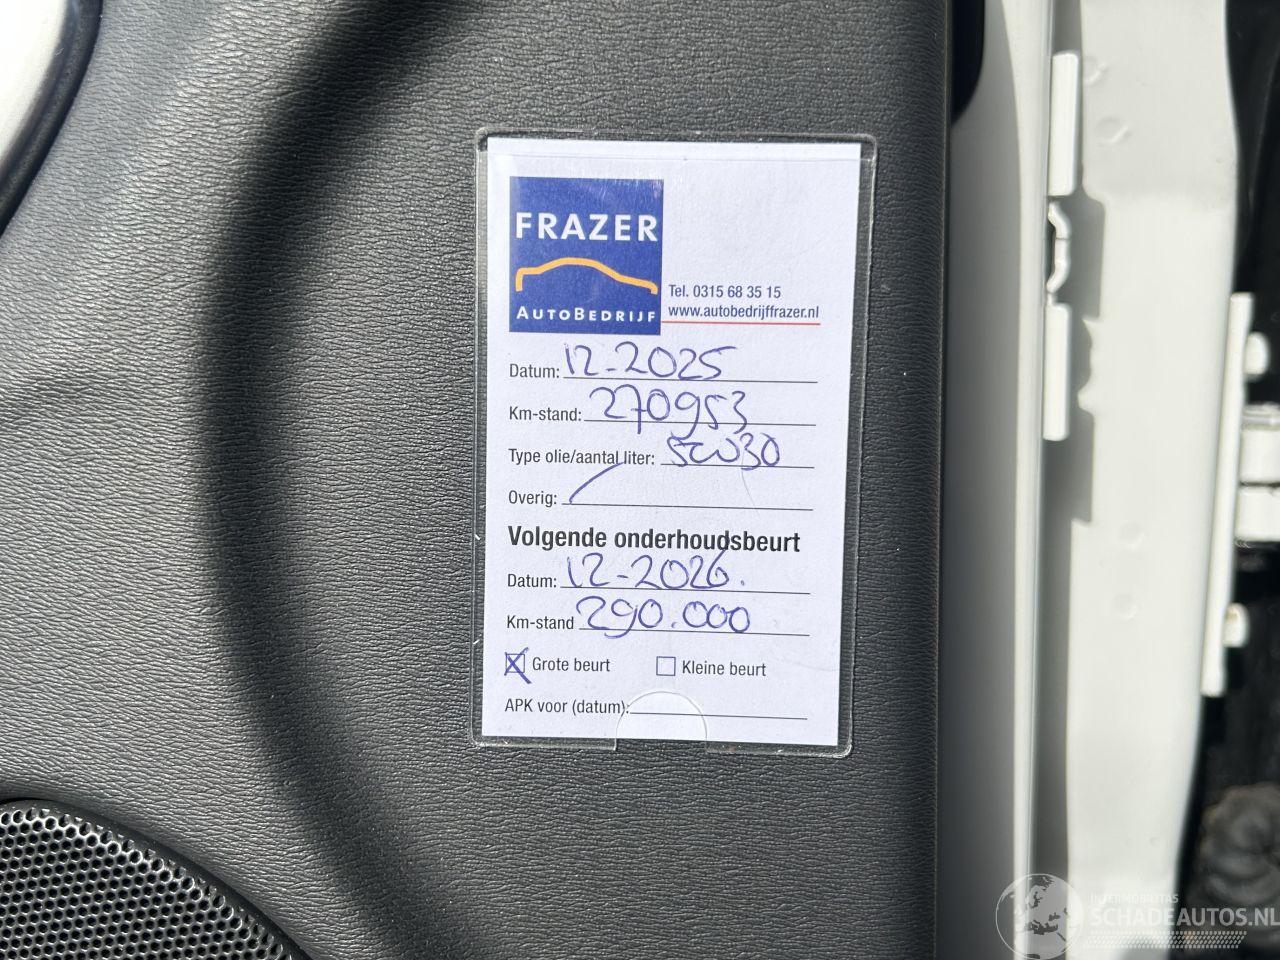 FRAZER
AUTOBEDRIJF
Tel. 0315 68 35 15
www.autobedrijffrazer.nl
Datum: 12-2025
Km-stand: 270953
Type olie/aantal liter: 5W30
Overig: /
Volgende onderhoudsbeurt
Datum: 12-2026.
Km-stand 290.000
Grote beurt Kleine beurt
APK voor (datum):
INTERMOBILITAS
SCHADEAUTOS.NL